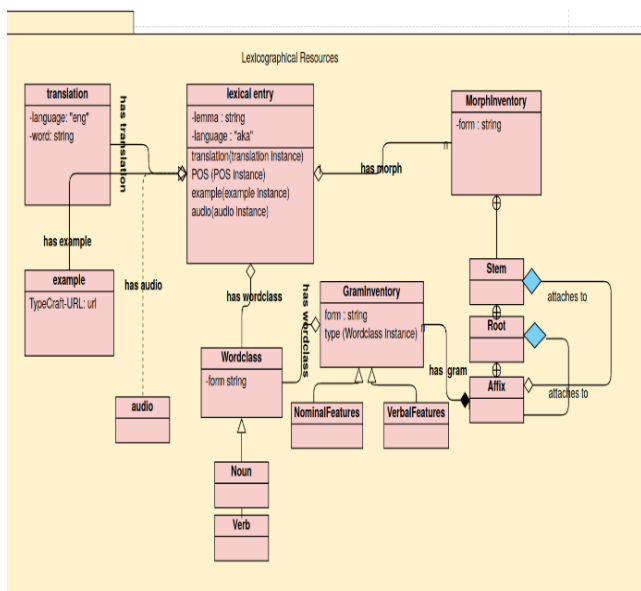 Lexicographical Resources
translation
-language: "eng"
-word: string
has translation
lexical entry
-lemma : string
-language : "aka"
translation(translation Instance)
POS (POS Instance)
example(example Instance)
audio(audio Instance)
MorphInventory
-form : string
n
has morph
has example
example
TypeCraft-URL: url
has audio
has wordclass
has wordclass
GramInventory
form : string
type (Wordclass Instance)
n
has gram
Stem
attaches to
Root
Affix
attaches to
Wordclass
-form string
audio
NominalFeatures
VerbalFeatures
Noun
Verb